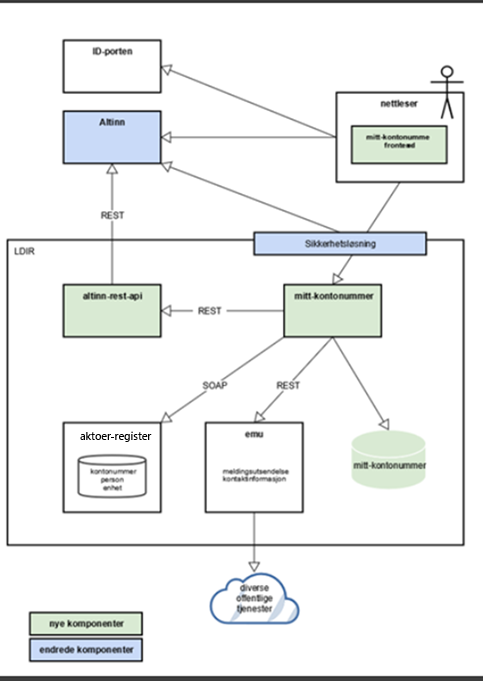 ID-porten
nettleser
Altinn
mitt-kontonumme
frontend
REST
Sikkerhetsløsning
LDIR
altinn-rest-api
REST
mitt-kontonummer
SOAP
REST
aktoer-register
kontonummer
person
enhet
emu
meldingsutsendelse
kontaktinformasjon
mitt-kontonummer
diverse
offentlige
tjenester
nye komponenter
endrede komponenter